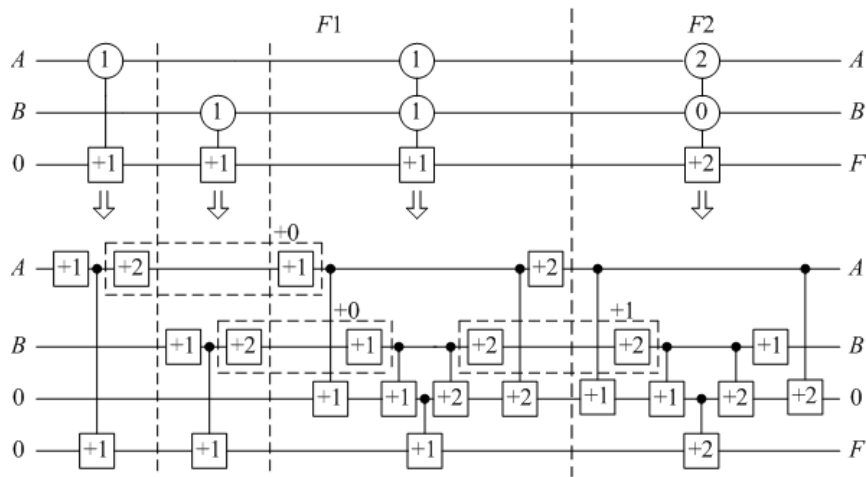 F1 F2
A 1 1 2 A
B 1 1 0 B
0 +1 +1 +1 +2 F
+0
A +1 +2 +1 +2 A
+0 +1
B +1 +2 +1 +2 +2 +1 B
0 +1 +1 +2 +2 +1 +1 +2 +2 0
0 +1 +1 +1 +2 F